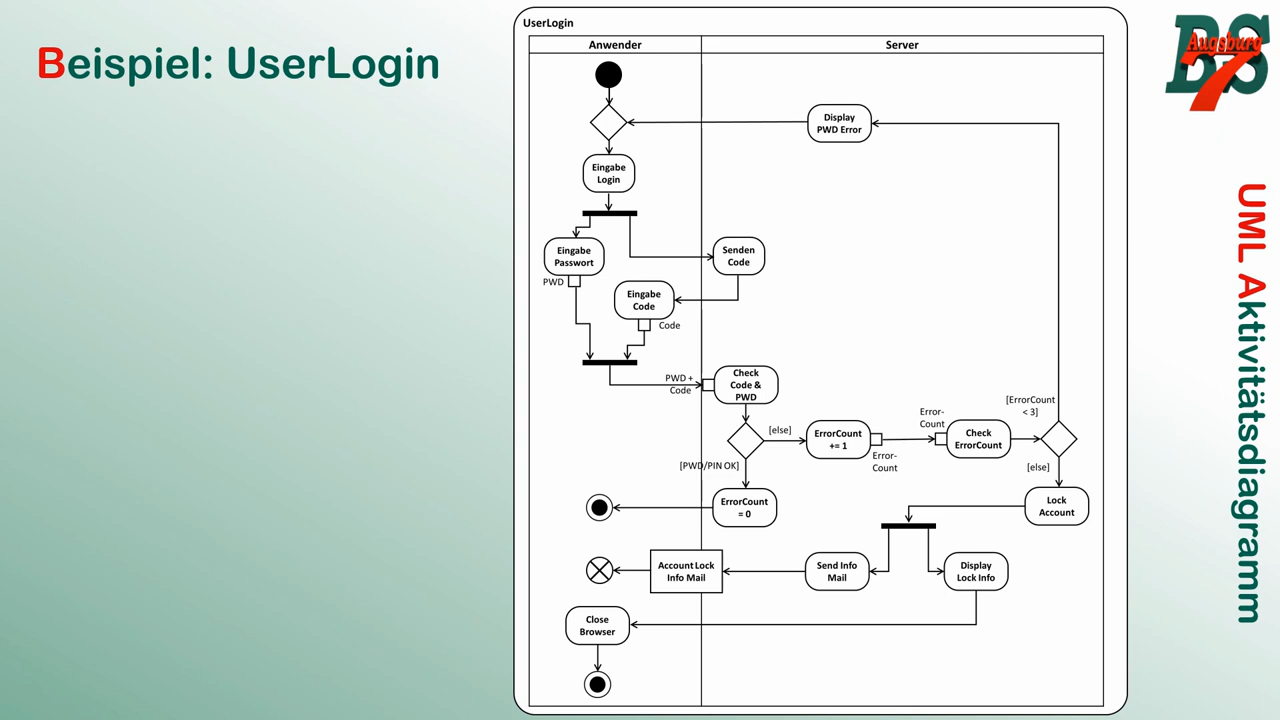 Beispiel: UserLogin
UserLogin
Anwender
Server
Display
PWD Error
Eingabe
Login
Eingabe
Passwort
PWD
Senden
Code
Eingabe
Code
Code
PWD +
Code
Check
Code &
PWD
[else]
[PWD/PIN OK]
ErrorCount
+= 1
Error-
Count
Error-
Count
Check
ErrorCount
[ErrorCount
< 3]
[else]
ErrorCount
= 0
Lock
Account
Account Lock
Info Mail
Send Info
Mail
Display
Lock Info
Close
Browser
BS
Augsburg
7
UML Aktivitätsdiagramm